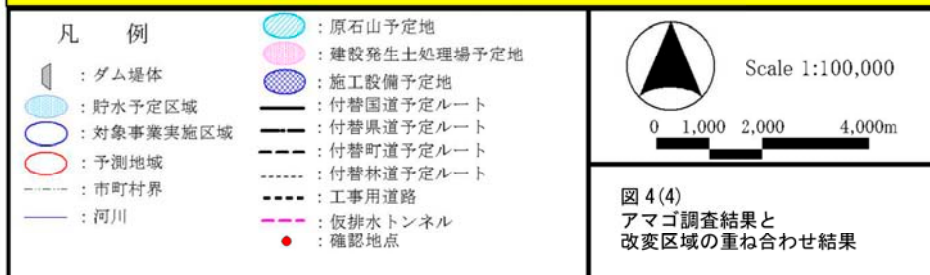 凡 例
: ダム堤体
: 貯水予定区域
: 対象事業実施区域
: 予測地域
: 市町村界
: 河川
: 原石山予定地
: 建設発生土処理場予定地
: 施工設備予定地
: 付替国道予定ルート
: 付替県道予定ルート
: 付替町道予定ルート
: 付替林道予定ルート
: 工事用道路
: 仮排水トンネル
: 確認地点
Scale 1:100,000
0 1,000 2,000 4,000m
図 4(4)
アマゴ調査結果と
改変区域の重ね合わせ結果